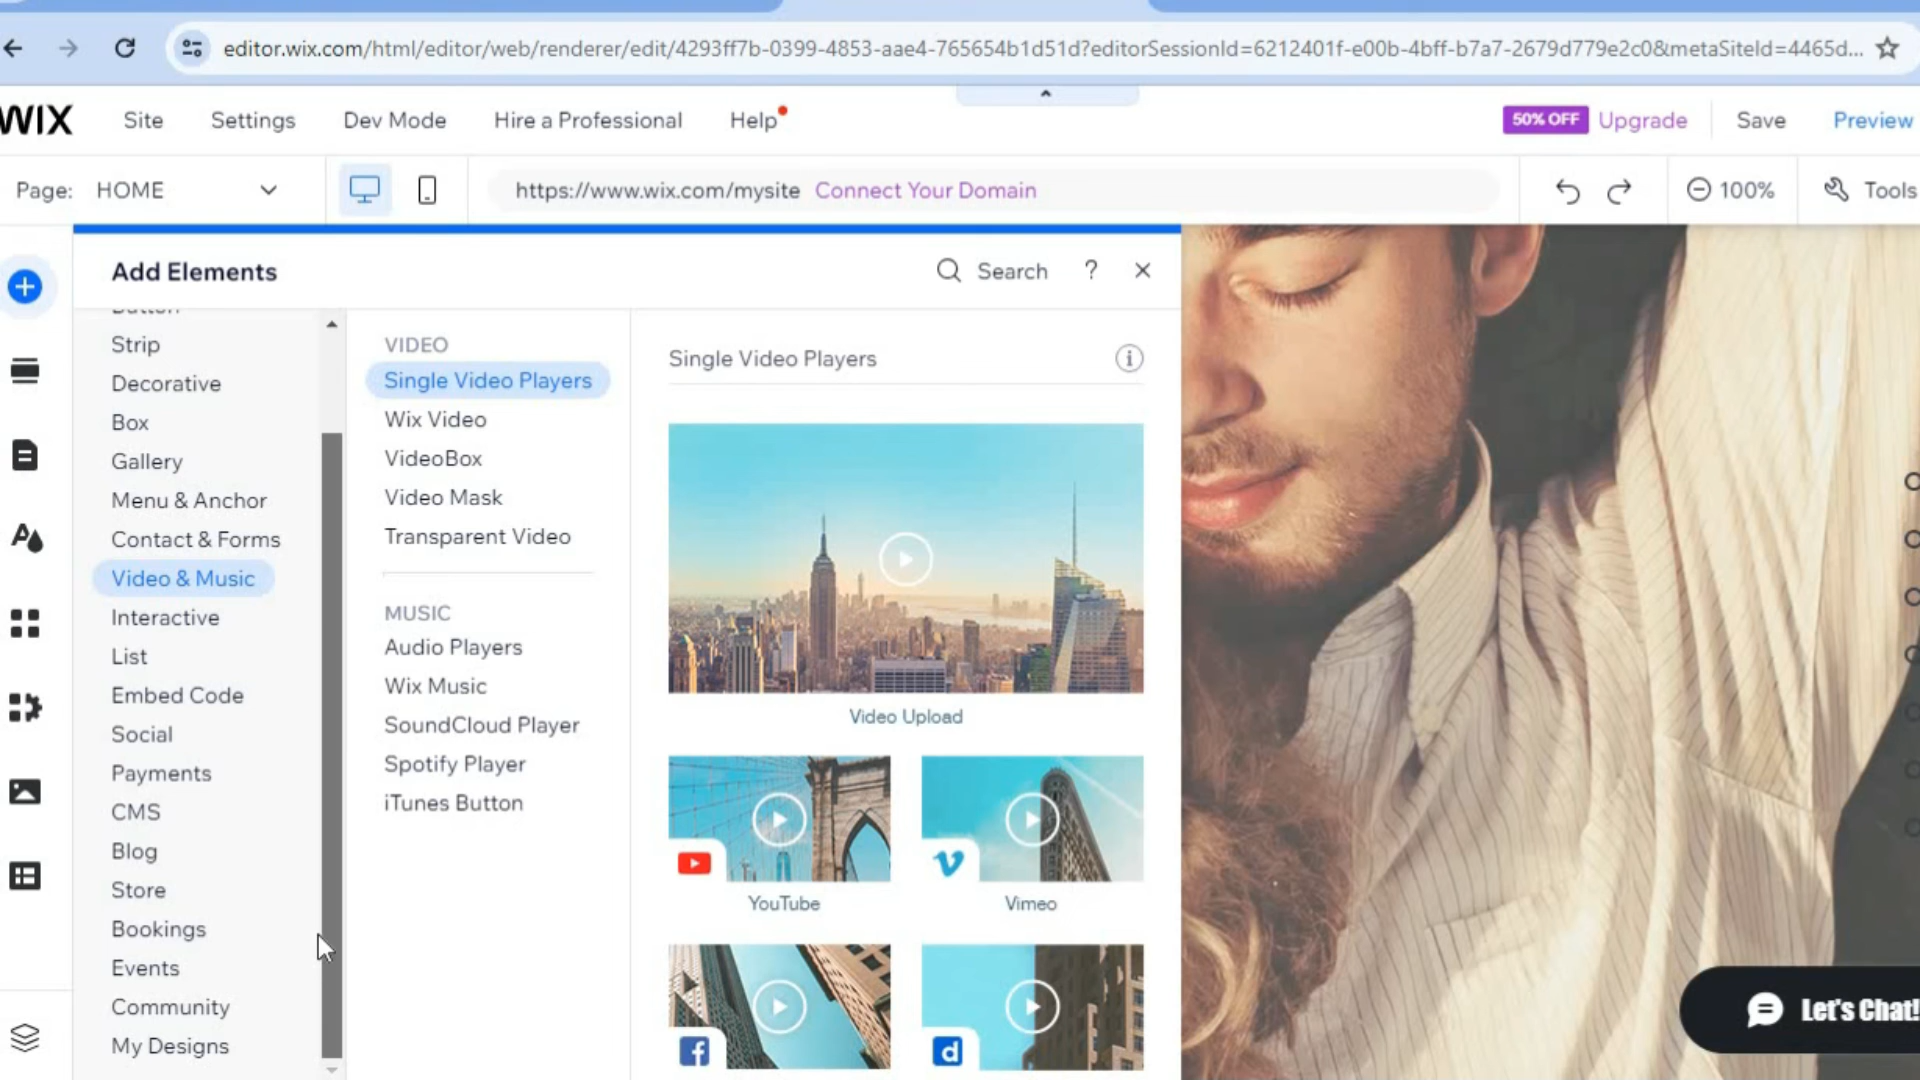 editor.wix.com/html/editor/web/renderer/edit/4293ff7b-0399-4853-aae4-765654b1d51d?editorSessionId=6212401f-e00b-4bff-b7a7-2679d779e2c0&metaSiteId=4465d...
WIX
Site
Settings
Dev Mode
Hire a Professional
Help
50% OFF
Upgrade
Save
Preview
Page:
HOME
https://www.wix.com/mysite
Connect Your Domain
100%
Tools
Add Elements
Search
?
Button
Strip
Decorative
Box
Gallery
Menu & Anchor
Contact & Forms
Video & Music
Interactive
List
Embed Code
Social
Payments
CMS
Blog
Store
Bookings
Events
Community
My Designs
VIDEO
Single Video Players
Wix Video
VideoBox
Video Mask
Transparent Video
MUSIC
Audio Players
Wix Music
SoundCloud Player
Spotify Player
iTunes Button
Single Video Players
Video Upload
YouTube
Vimeo
Let's Chat!